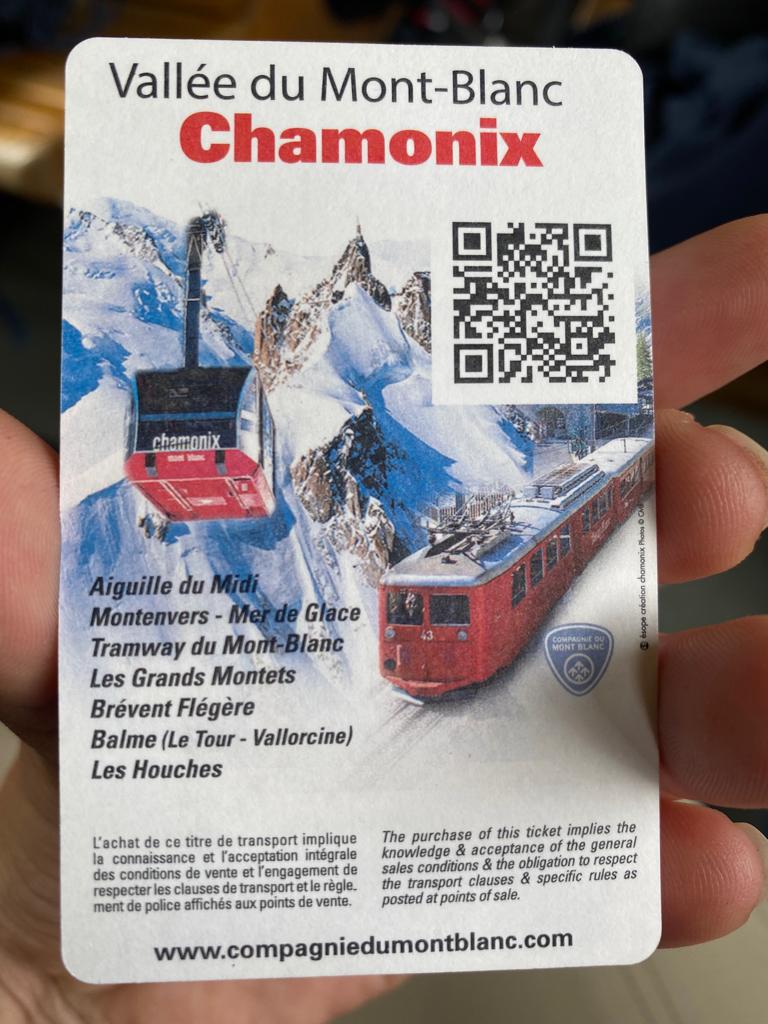 Vallée du Mont-Blanc
Chamonix
chamonix
mont blanc
43
COMPAGNIE DU
MONT BLANC
Aiguille du Midi
Montenvers - Mer de Glace
Tramway du Mont-Blanc
Les Grands Montets
Brévent Flégère
Balme (Le Tour - Vallorcine)
Les Houches
ésope création chamonix Photos ©
L'achat de ce titre de transport implique
la connaissance et l'acceptation intégrale
des conditions de vente et l'engagement de
respecter les clauses de transport et le règle-
ment de police affichés aux points de vente.
The purchase of this ticket implies the
knowledge & acceptance of the general
sales conditions & the obligation to respect
the transport clauses & specific rules as
posted at points of sale.
www.compagniedumontblanc.com